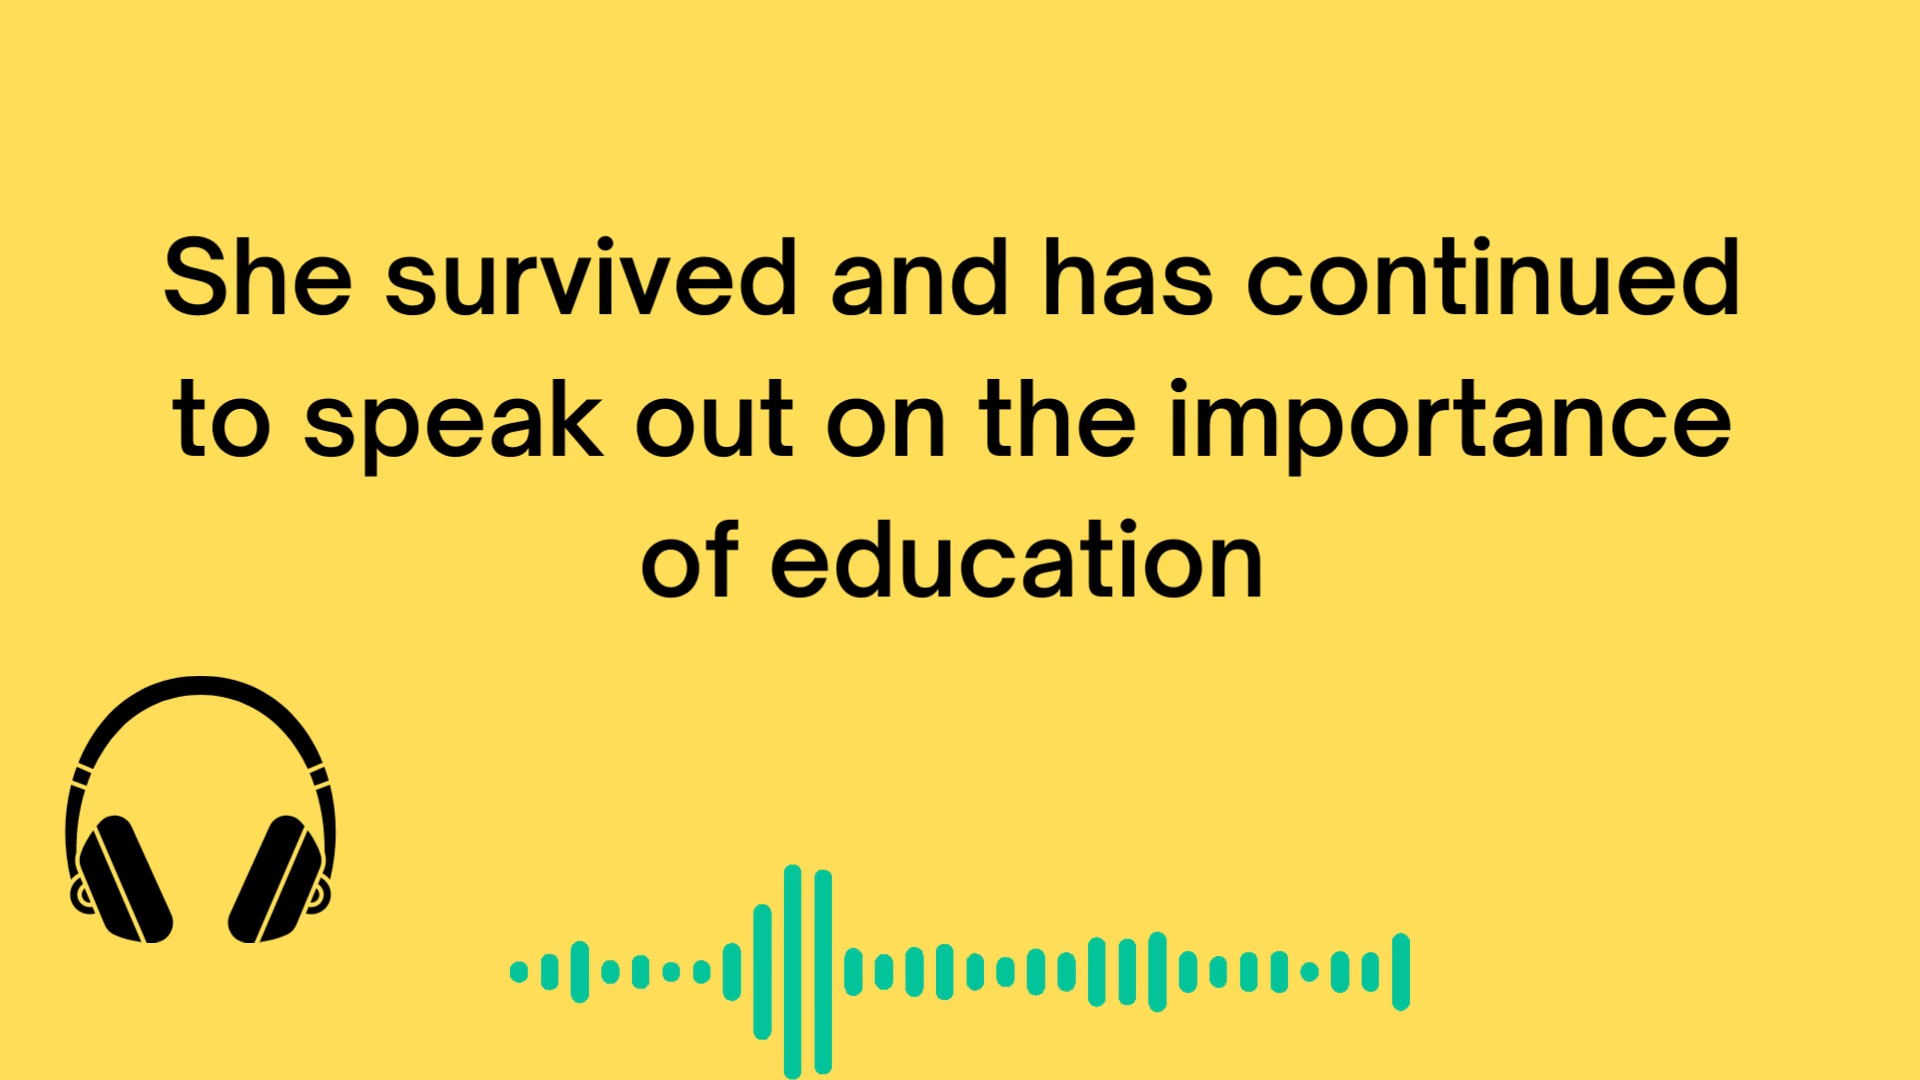 She survived and has continued
to speak out on the importance
of education